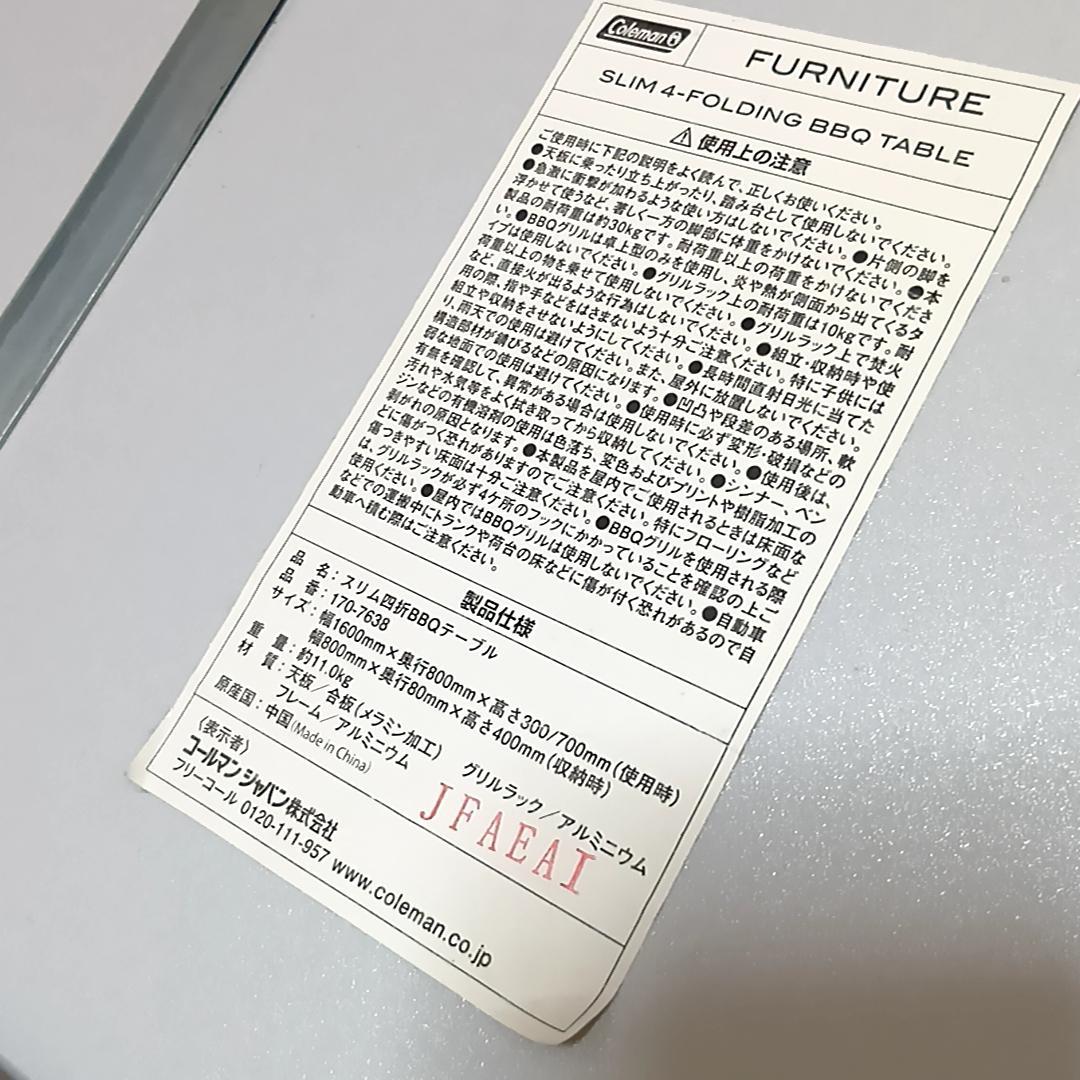 Coleman
FURNITURE
SLIM 4-FOLDING BBQ TABLE
⚠使用上の注意
ご使用時に下記の説明をよく読んで、正しくお使いください。
●天板に乗ったり立ち上がったり、踏み台として使用しないでください。
●急激に衝撃が加わるような使い方はしないでください。●片側の脚を
浮かせて使うなど、著しく一方の脚部に体重をかけないでください。●本
製品の耐荷重は約30kgです。耐荷重以上の荷重をかけないでくださ
い。●BBQグリルは卓上型のみを使用し、炎や熱が側面から出てくるタ
イプは使用しないでください。●グリルラック上の耐荷重は10kgです。耐
荷重以上の物を乗せて使用しないでください。●グリルラック上で焚火
など、直接火が出るような行為はしないでください。●組立・収納時や使
用の際、指や手などをはさまないよう十分ご注意ください。特に子供には
組立や収納をさせないようにしてください。●長時間直射日光に当てた
り、雨天での使用は避けてください。また、屋外に放置しないでください。
構造部材が錆びるなどの原因になります。●凹凸や段差のある場所、軟
弱な地面での使用は避けてください。●使用時に必ず変形・破損などの
有無を確認して、異常がある場合は使用しないでください。●使用後は、
汚れや水気等をよく拭き取ってから収納してください。●シンナー、ベン
ジンなどの有機溶剤の使用は色落ち、変色およびプリントや樹脂加工の
剥がれの原因となります。●本製品を屋内でご使用されるときは床面な
どに傷がつく恐れがありますのでご注意ください。特にフローリングなど
傷つきやすい床面は十分ご注意ください。●BBQグリルを使用される際
は、グリルラックが必ず4ケ所のフックにかかっていることを確認の上ご
使用ください。●屋内ではBBQグリルは使用しないでください。●自動車
などでの運搬中にトランクや荷台の床などに傷が付く恐れがあるので自
動車へ積む際はご注意ください。
製品仕様
品 名：スリム四折BBQテーブル
品 番：170-7638
サイズ：幅1600mm×奥行800mm×高さ300/700mm(使用時)
幅800mm×奥行80mm×高さ400mm(収納時)
重 量：約11.0kg
材 質：天板／合板(メラミン加工) グリルラック／アルミニウム
フレーム／アルミニウム
原産国：中国(Made in China)
JFAEAI
〈表示者〉
コールマン ジャパン株式会社
フリーコール 0120-111-957 www.coleman.co.jp